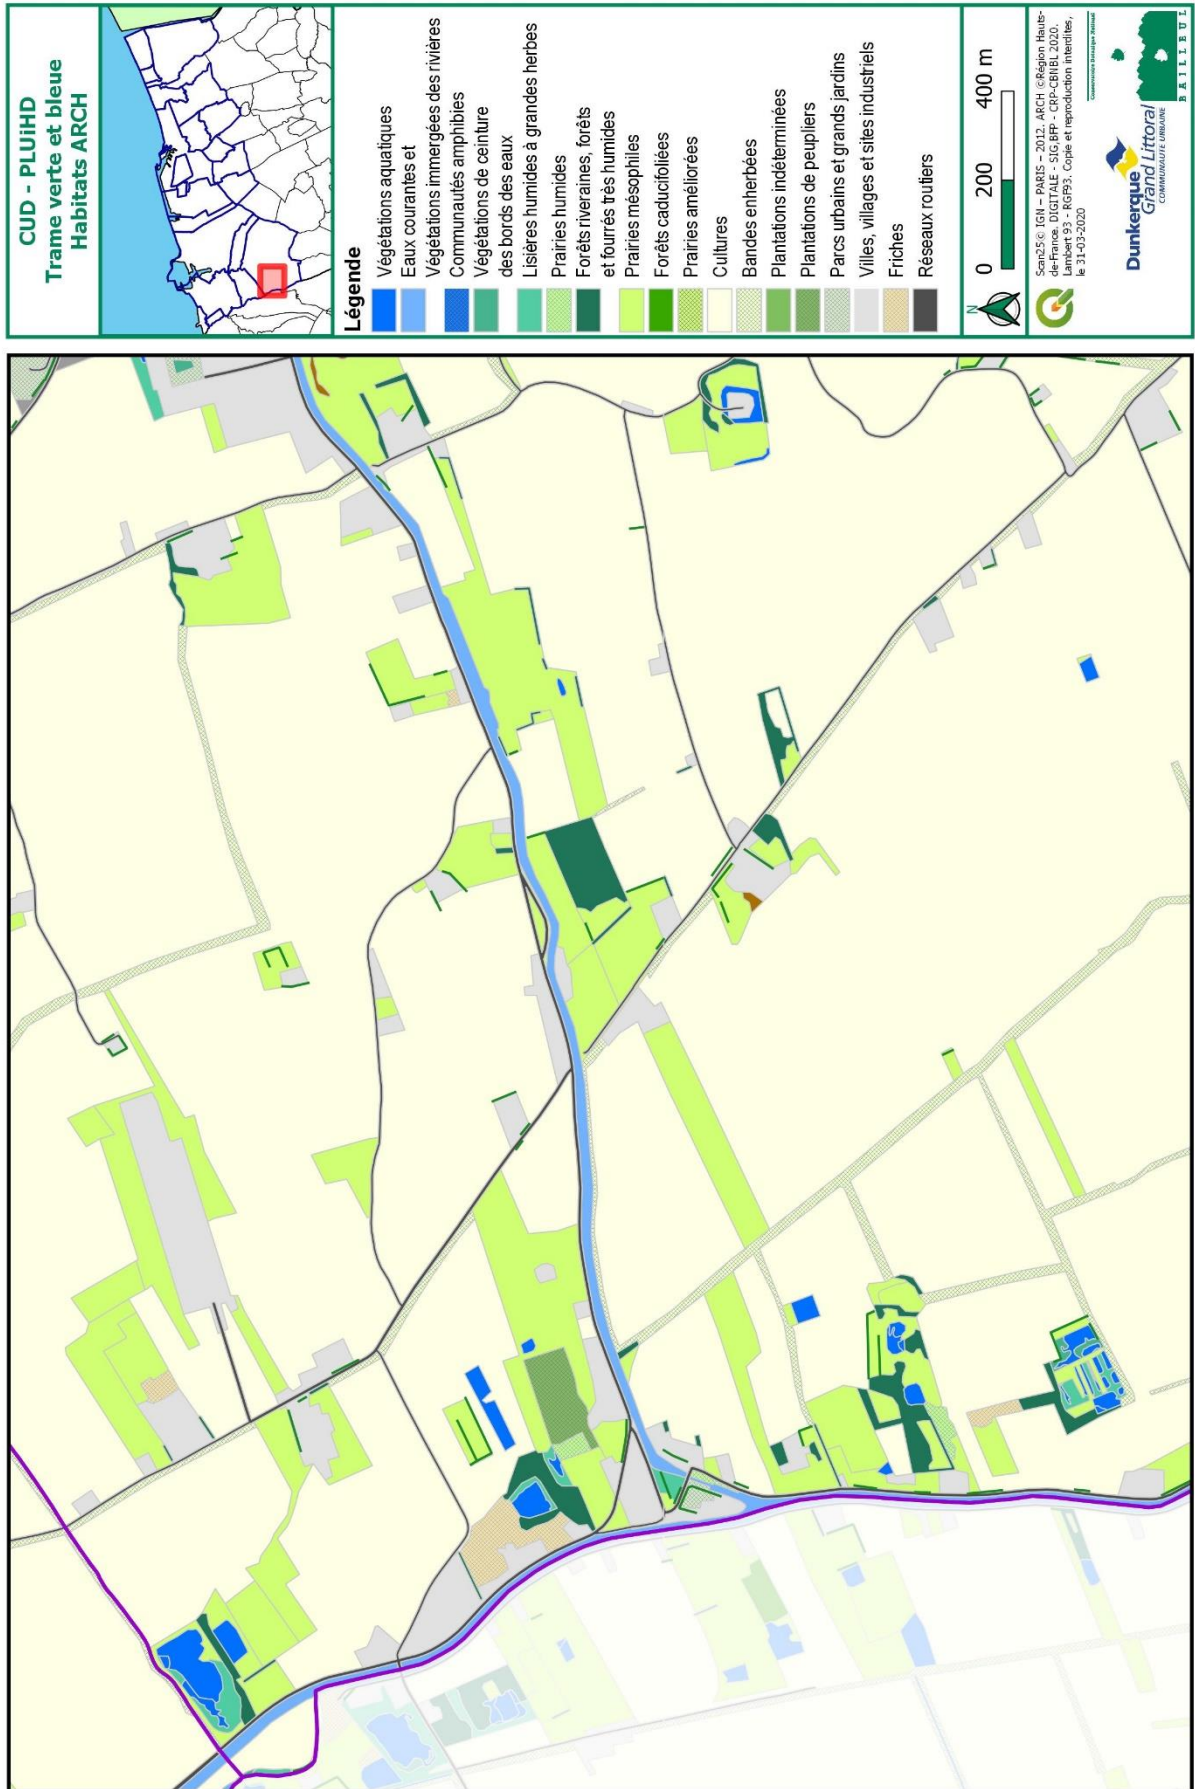 CUD - PLUiHD
Trame verte et bleue
Habitats ARCH
Légende
Végétations aquatiques
Eaux courantes et
Végétations immergées des rivières
Communautés amphibies
Végétations de ceinture
des bords des eaux
Lisières humides à grandes herbes
Prairies humides
Forêts riveraines, forêts
et fourrés très humides
Prairies mésophiles
Forêts caducifoliées
Prairies améliorées
Cultures
Bandes enherbées
Plantations indéterminées
Plantations de peupliers
Parcs urbains et grands jardins
Villes, villages et sites industriels
Friches
Réseaux routiers
N
0 200 400 m
Scan25 © IGN – PARIS – 2012. ARCH ©Région Hauts-
de-France. DIGITALE - SIG,BFP - CRP-CBNBL 2020.
Lambert 93 - RGF93. Copie et reproduction interdites,
le 31-03-2020
Dunkerque
Grand Littoral
COMMUNAUTÉ URBAINE
Conservatoire Botanique National
BAILLEUL